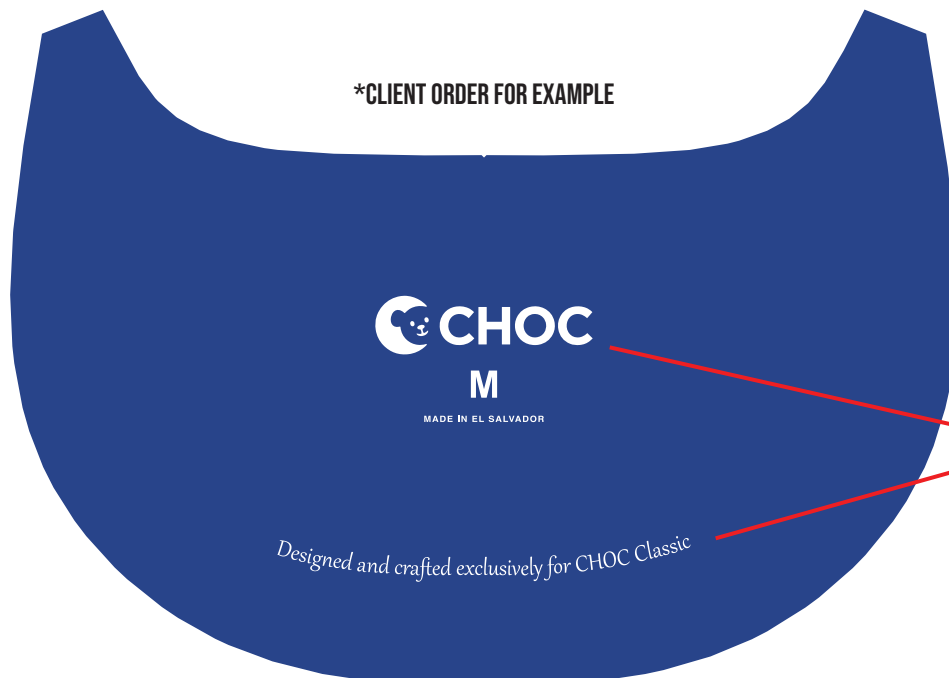 *CLIENT ORDER FOR EXAMPLE
CHOC
M
MADE IN EL SALVADOR
Designed and crafted exclusively for CHOC Classic